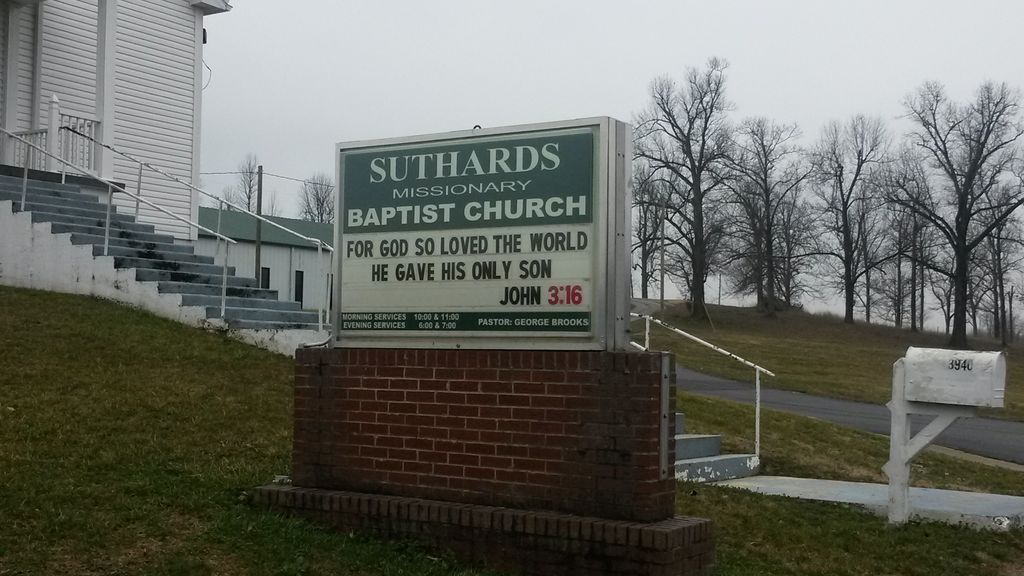 SUTHARDS
MISSIONARY
BAPTIST CHURCH
FOR GOD SO LOVED THE WORLD
HE GAVE HIS ONLY SON
JOHN 3:16
MORNING SERVICES 10:00 & 11:00
EVENING SERVICES 6:00 & 7:00 PASTOR: GEORGE BROOKS
3940